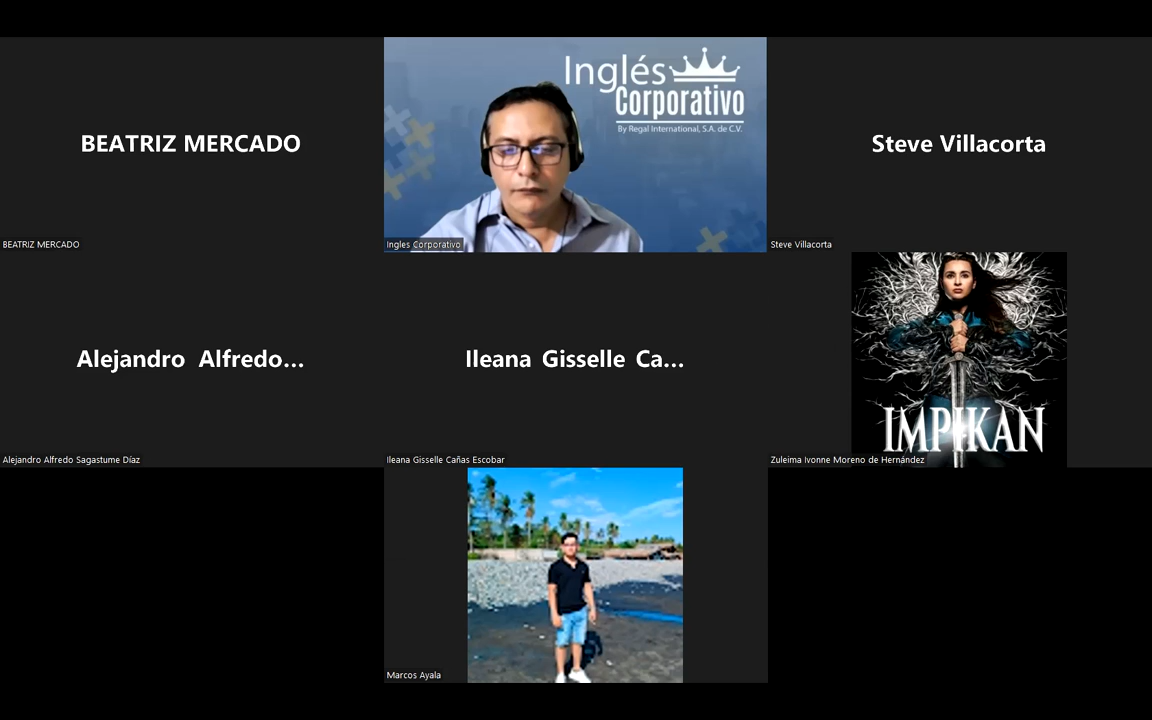 BEATRIZ MERCADO
BEATRIZ MERCADO
Inglés
Corporativo
By Regal International, S.A. de C.V.
Ingles Corporativo
Steve Villacorta
Steve Villacorta
Alejandro Alfredo...
Alejandro Alfredo Sagastume Díaz
Ileana Gisselle Ca...
Ileana Gisselle Cañas Escobar
IMPIKAN
Zuleima Ivonne Moreno de Hernández
Marcos Ayala